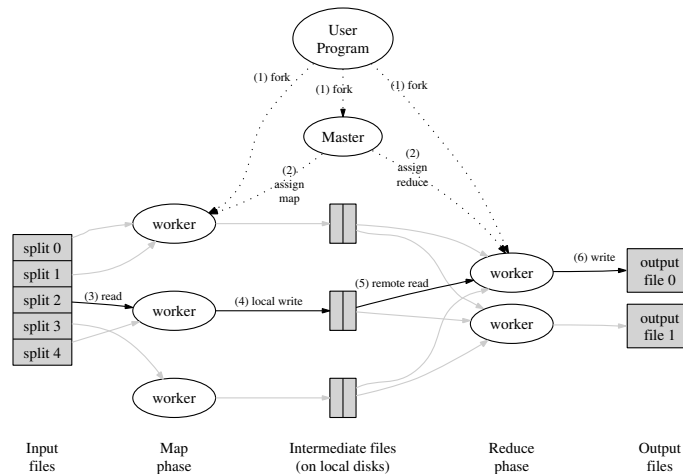 User
Program
(1) fork
(1) fork
(1) fork
Master
(2)
assign
map
(2)
assign
reduce
worker
split 0
split 1
split 2
split 3
split 4
(3) read
worker
(4) local write
(5) remote read
worker
(6) write
output
file 0
worker
output
file 1
worker
Input
files
Map
phase
Intermediate files
(on local disks)
Reduce
phase
Output
files